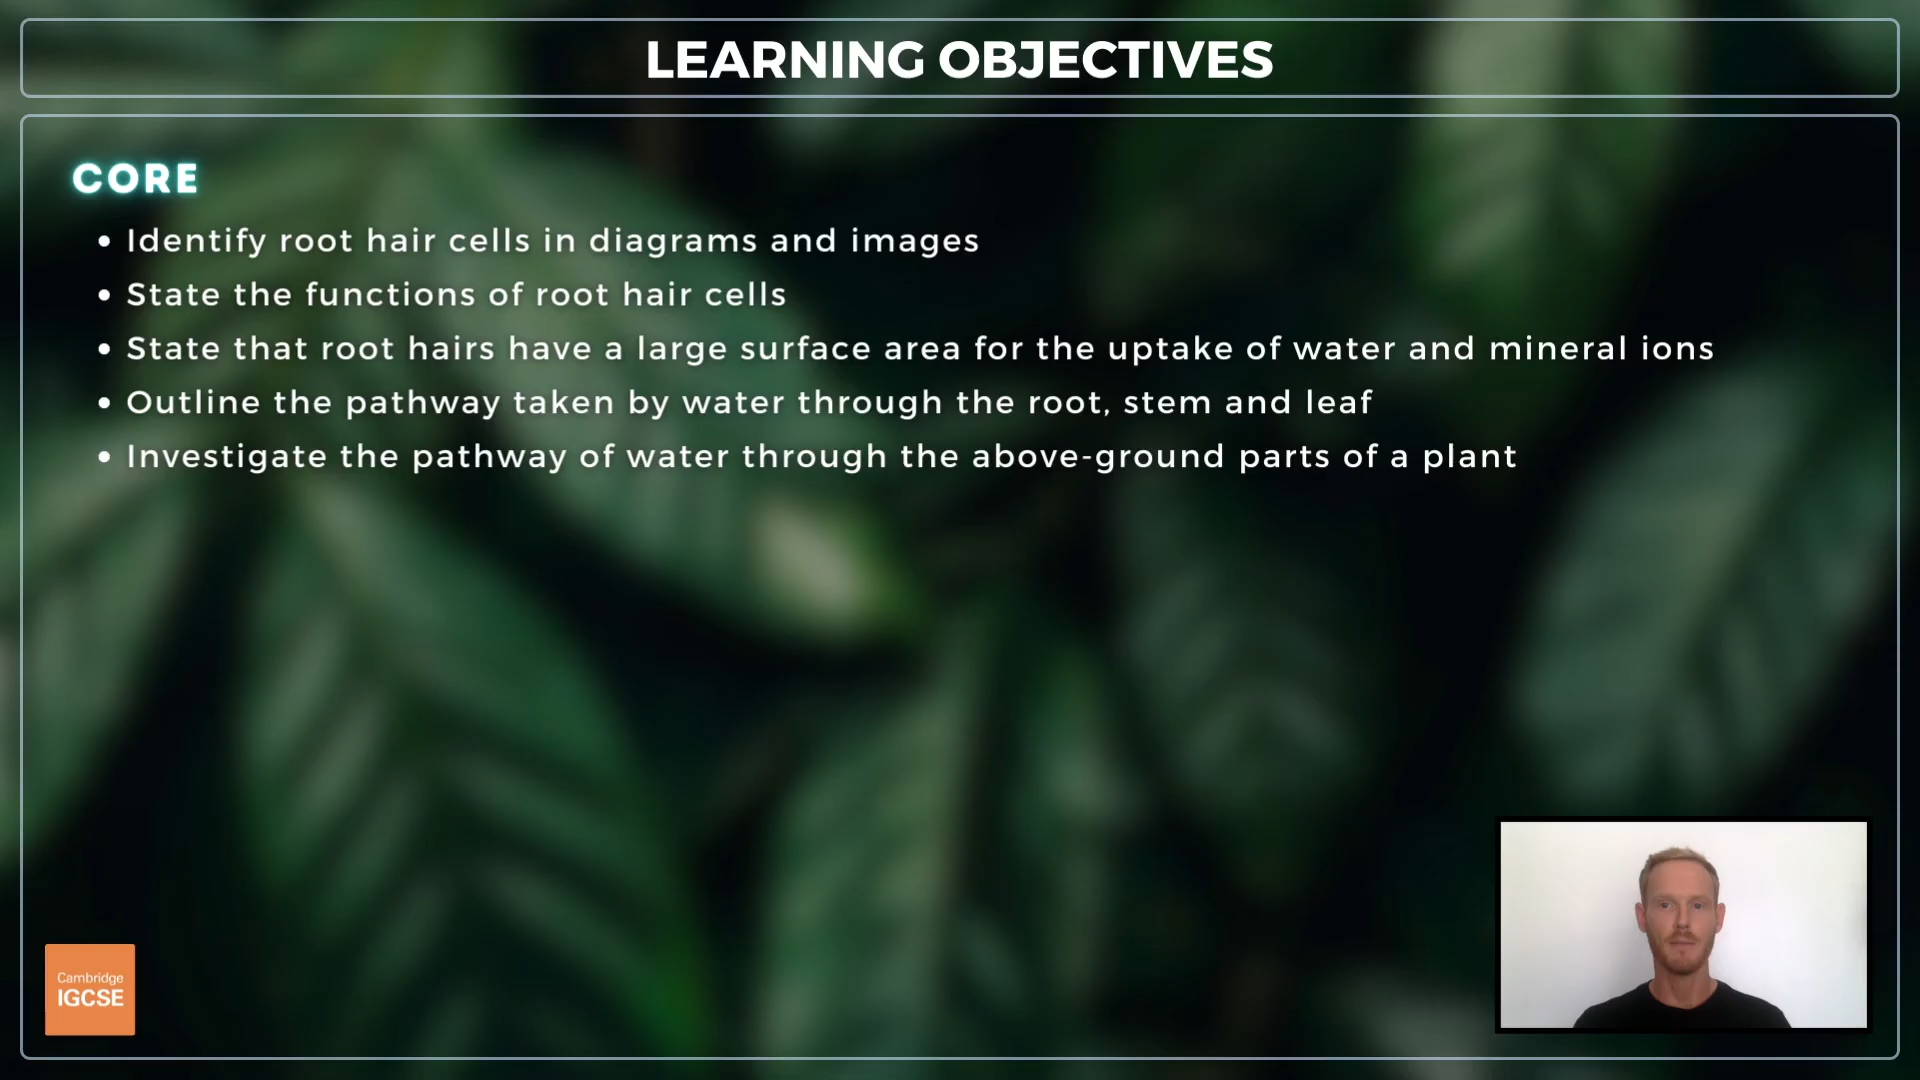 LEARNING OBJECTIVES
CORE
• Identify root hair cells in diagrams and images
• State the functions of root hair cells
• State that root hairs have a large surface area for the uptake of water and mineral ions
• Outline the pathway taken by water through the root, stem and leaf
• Investigate the pathway of water through the above-ground parts of a plant
Cambridge
IGCSE